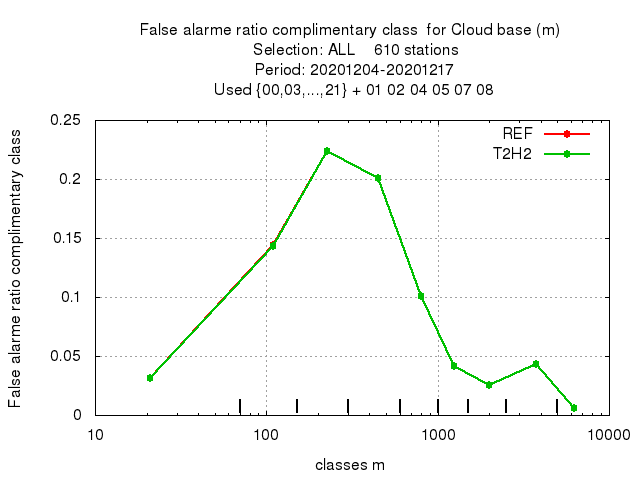 False alarme ratio complimentary class  for Cloud base (m)
Selection: ALL    610 stations
Period: 20201204-20201217
Used {00,03,...,21} + 01 02 04 05 07 08
False alarme ratio complimentary class
0.25
0.2
0.15
0.1
0.05
0
REF
T2H2
10 100 1000 10000
classes m